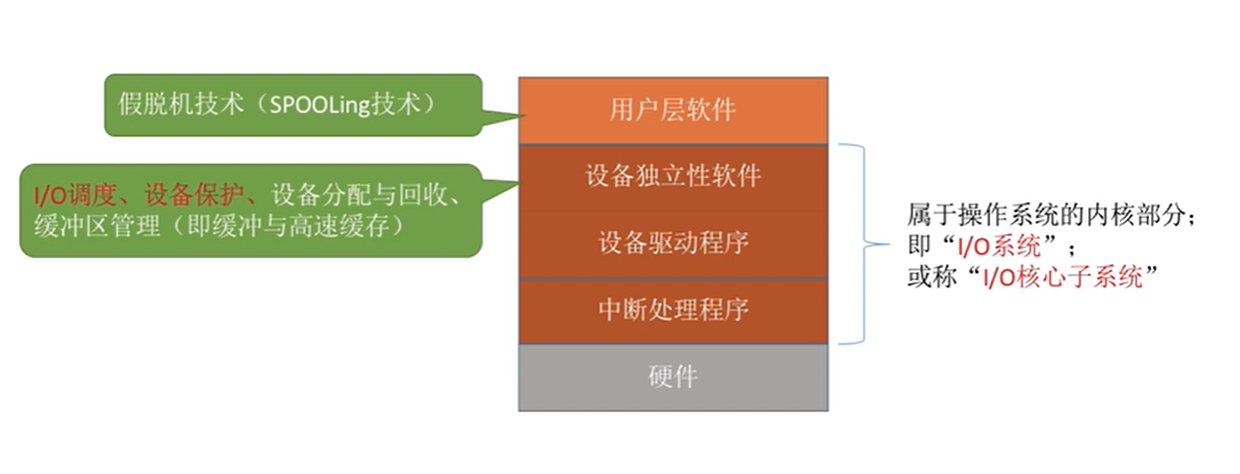 假脱机技术（SPOOLing技术）
用户层软件
I/O调度、设备保护、设备分配与回收、
缓冲区管理（即缓冲与高速缓存）
设备独立性软件
设备驱动程序
中断处理程序
硬件
属于操作系统的内核部分；
即“I/O系统”；
或称“I/O核心子系统”